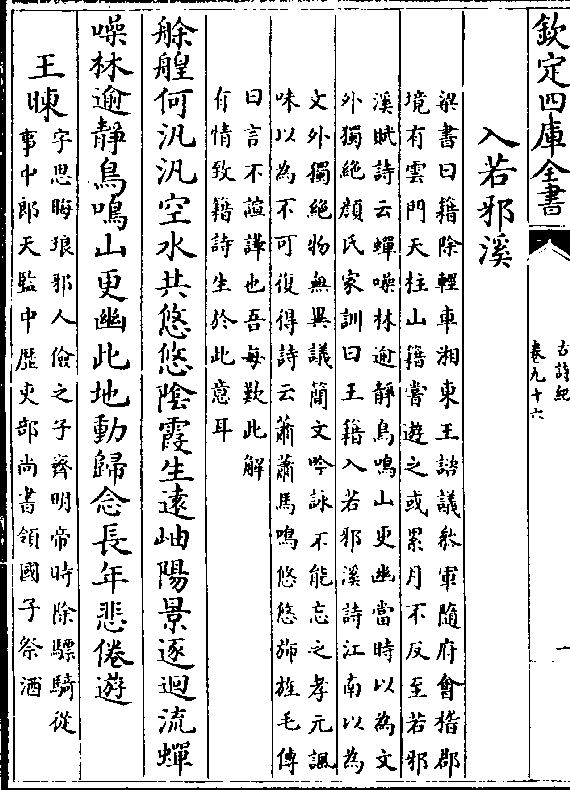 欽定四庫全書
古詩紀
卷九十六
一
入若邪溪
梁書曰籍除輕車湘東王諮議叅軍隨府會稽郡
境有雲門天柱山籍嘗遊之或累月不反至若邪
溪賦詩云蟬噪林逾靜鳥鳴山更幽當時以為文
外獨絶顔氏家訓曰王籍入若邪溪詩江南以為
文外獨絶物無異議簡文吟詠不能忘之孝元諷
味以為不可復得詩云蕭蕭馬鳴悠悠斾旌毛傳
曰言不諠譁也吾每歎此解
有情致籍詩生於此意耳
艅艎何汎汎空水共悠悠隂霞生遠岫陽景逐迴流蟬
噪林逾靜鳥鳴山更幽此地動歸念長年悲倦遊
王暕
字思晦琅邪人儉之子齊明帝時除驃騎從
事中郎天監中歴吏部尚書領國子祭酒